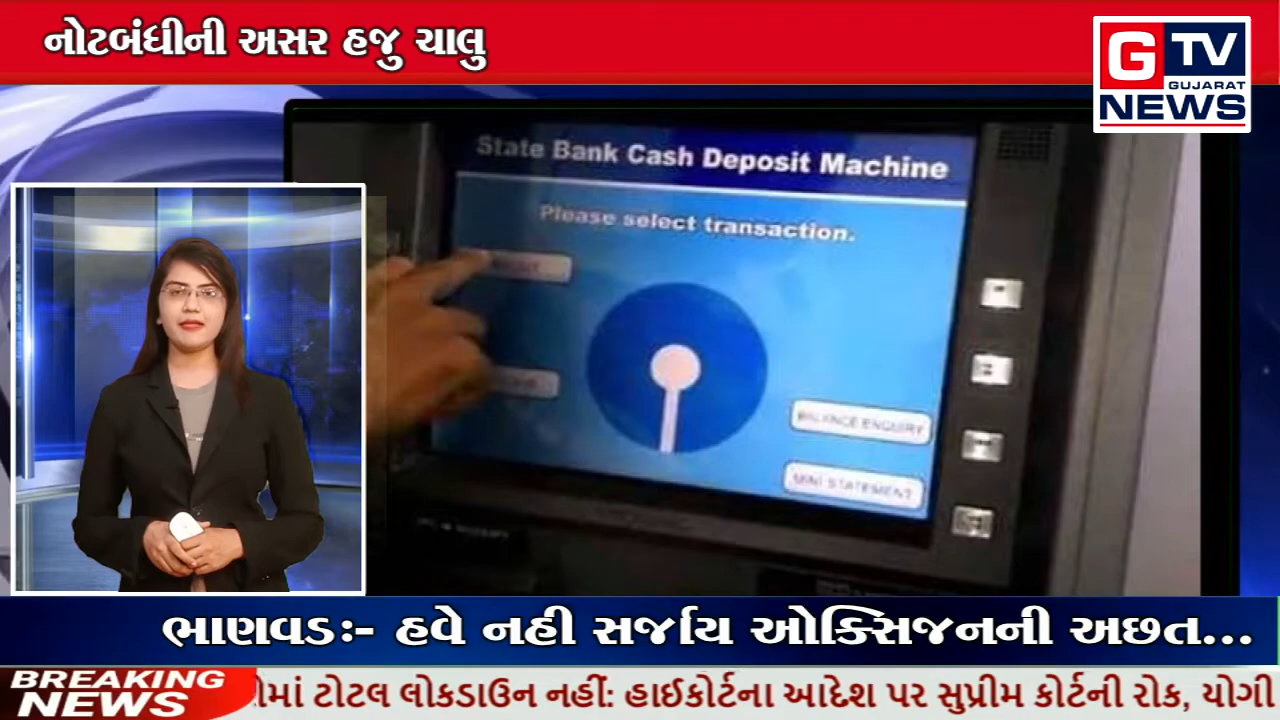 નોટબંધીની અસર હજુ ચાલુ
G TV
GUJARAT
NEWS
State Bank Cash Deposit Machine
Please select transaction.
BALANCE ENQUIRY
MINI STATEMENT
ભાણવડઃ- હવે નહી સર્જાય ઓક્સિજનની અછત...
BREAKING
NEWS
ટોટલ લોકડાઉન નહીં: હાઈકોર્ટના આદેશ પર સુપ્રીમ કોર્ટની રોક, યોગી